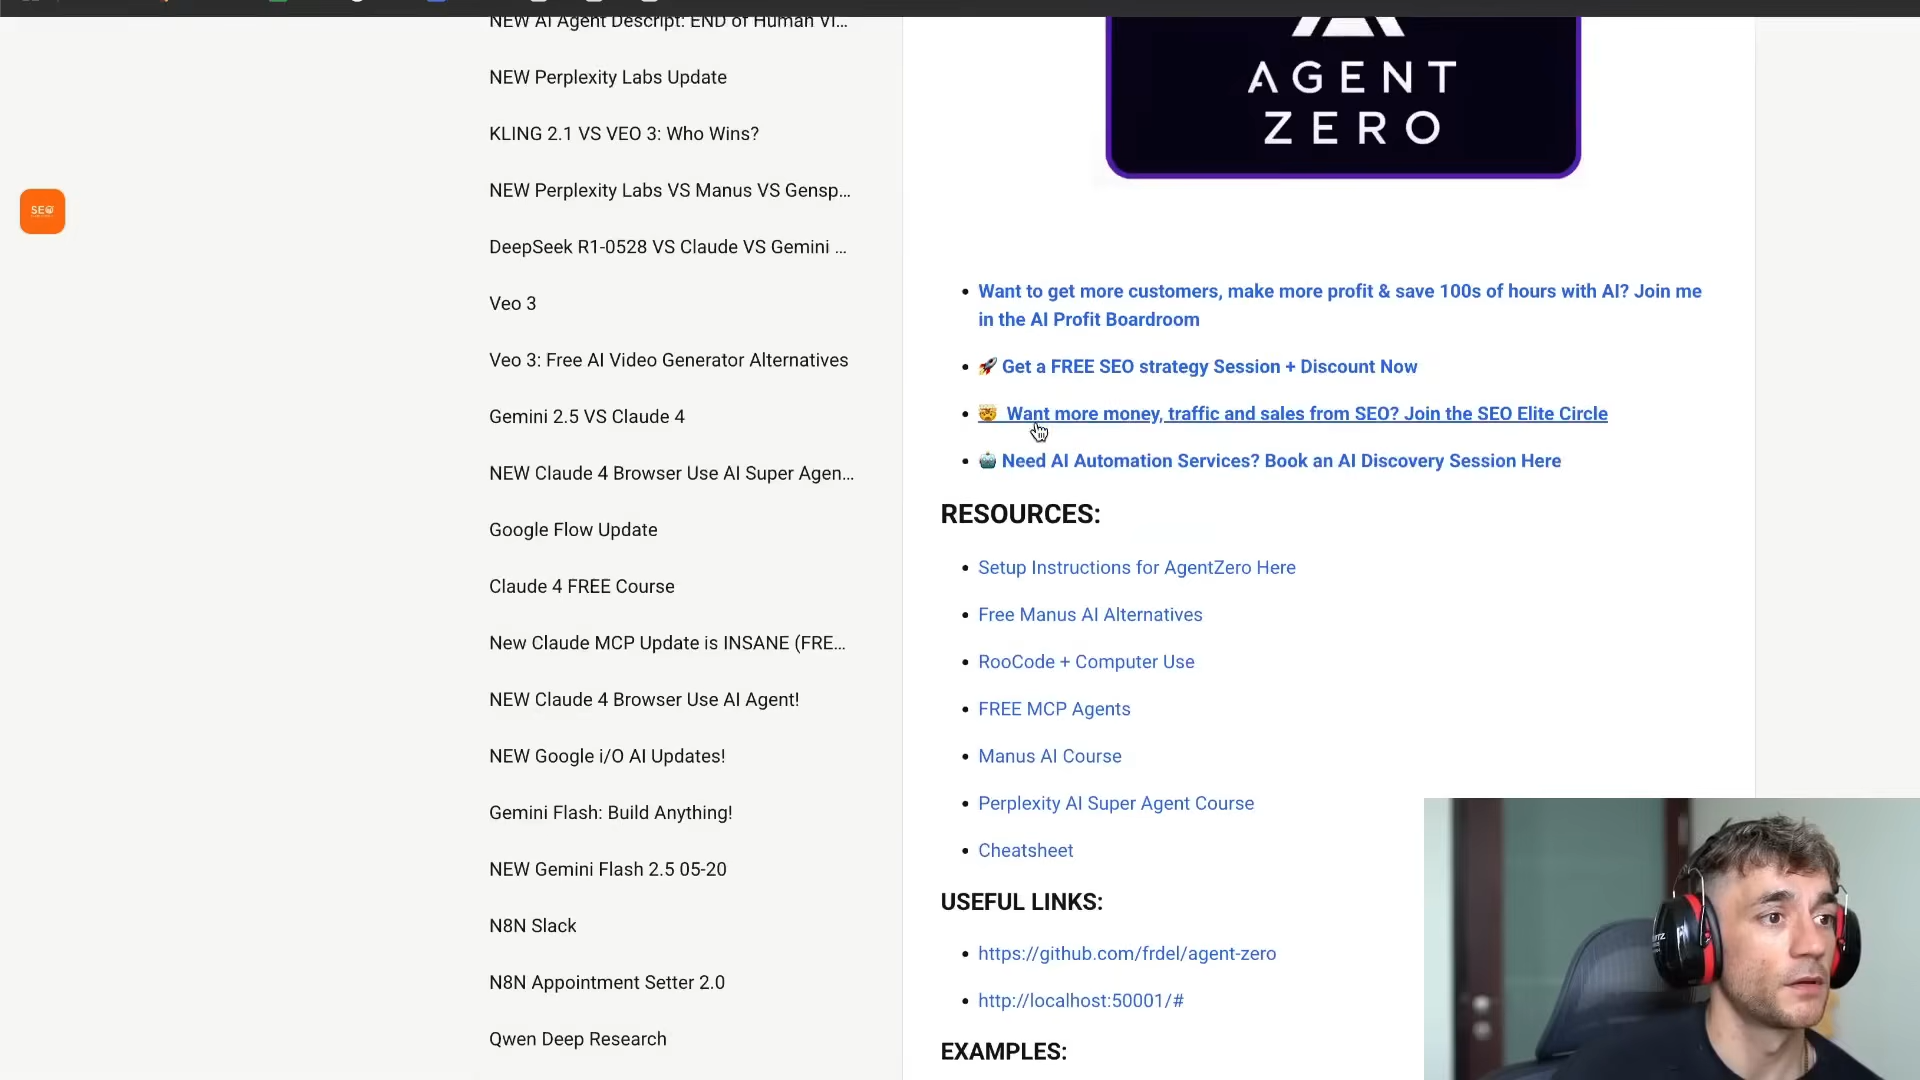 NEW AI Agent Descript: END of Human Vi...
NEW Perplexity Labs Update
KLING 2.1 VS VEO 3: Who Wins?
NEW Perplexity Labs VS Manus VS Gensp...
DeepSeek R1-0528 VS Claude VS Gemini ...
Veo 3
Veo 3: Free AI Video Generator Alternatives
Gemini 2.5 VS Claude 4
NEW Claude 4 Browser Use AI Super Agen...
Google Flow Update
Claude 4 FREE Course
New Claude MCP Update is INSANE (FRE...
NEW Claude 4 Browser Use AI Agent!
NEW Google i/O AI Updates!
Gemini Flash: Build Anything!
NEW Gemini Flash 2.5 05-20
N8N Slack
N8N Appointment Setter 2.0
Qwen Deep Research
SEO
AGENT
ZERO
Want to get more customers, make more profit & save 100s of hours with AI? Join me
in the AI Profit Boardroom
🚀 Get a FREE SEO strategy Session + Discount Now
🤯 Want more money, traffic and sales from SEO? Join the SEO Elite Circle
🤖 Need AI Automation Services? Book an AI Discovery Session Here
RESOURCES:
Setup Instructions for AgentZero Here
Free Manus AI Alternatives
RooCode + Computer Use
FREE MCP Agents
Manus AI Course
Perplexity AI Super Agent Course
Cheatsheet
USEFUL LINKS:
https://github.com/frdel/agent-zero
http://localhost:50001/#
EXAMPLES: